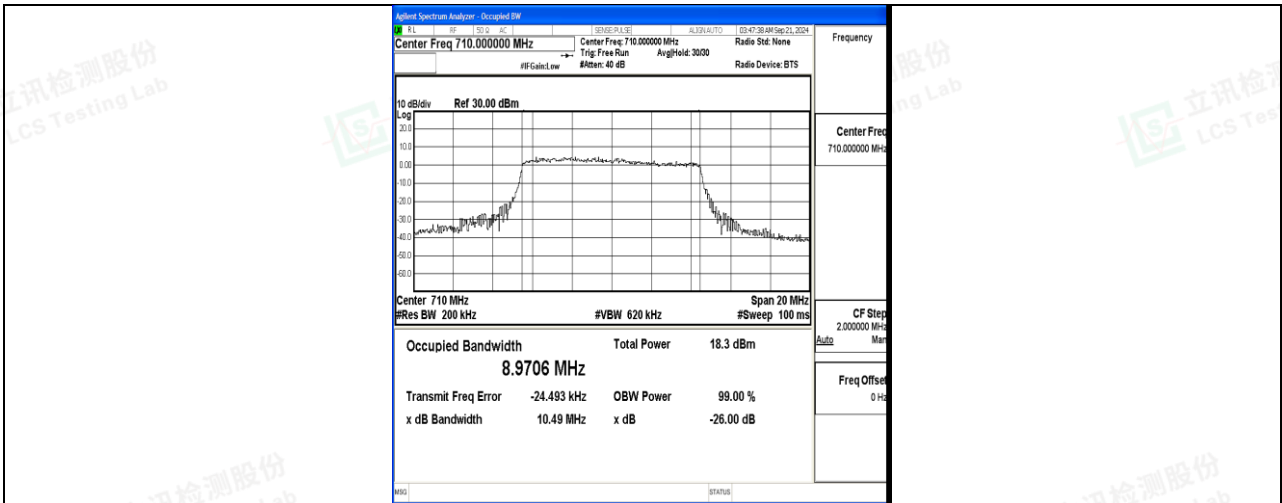 Agilent Spectrum Analyzer - Occupied BW
LXI RL RF 50 Ω AC SENSE:PULSE ALIGN AUTO 03:47:38 AM Sep 21, 2024
Center Freq 710.000000 MHz
Center Freq: 710.000000 MHz
Radio Std: None
Trig: Free Run Avg|Hold: 30/30
#IFGain:Low #Atten: 40 dB Radio Device: BTS
Frequency
10 dB/div Ref 30.00 dBm
Log
20.0
10.0
0.00
-10.0
-20.0
-30.0
-40.0
-50.0
-60.0
Center 710 MHz Span 20 MHz
#Res BW 200 kHz #VBW 620 kHz #Sweep 100 ms
Center Freq
710.000000 MHz
CF Step
2.000000 MHz
Auto Man
Freq Offset
0 Hz
Occupied Bandwidth Total Power 18.3 dBm
8.9706 MHz
Transmit Freq Error -24.493 kHz OBW Power 99.00 %
x dB Bandwidth 10.49 MHz x dB -26.00 dB
MSG STATUS
立讯检测股份
LCS Testing Lab